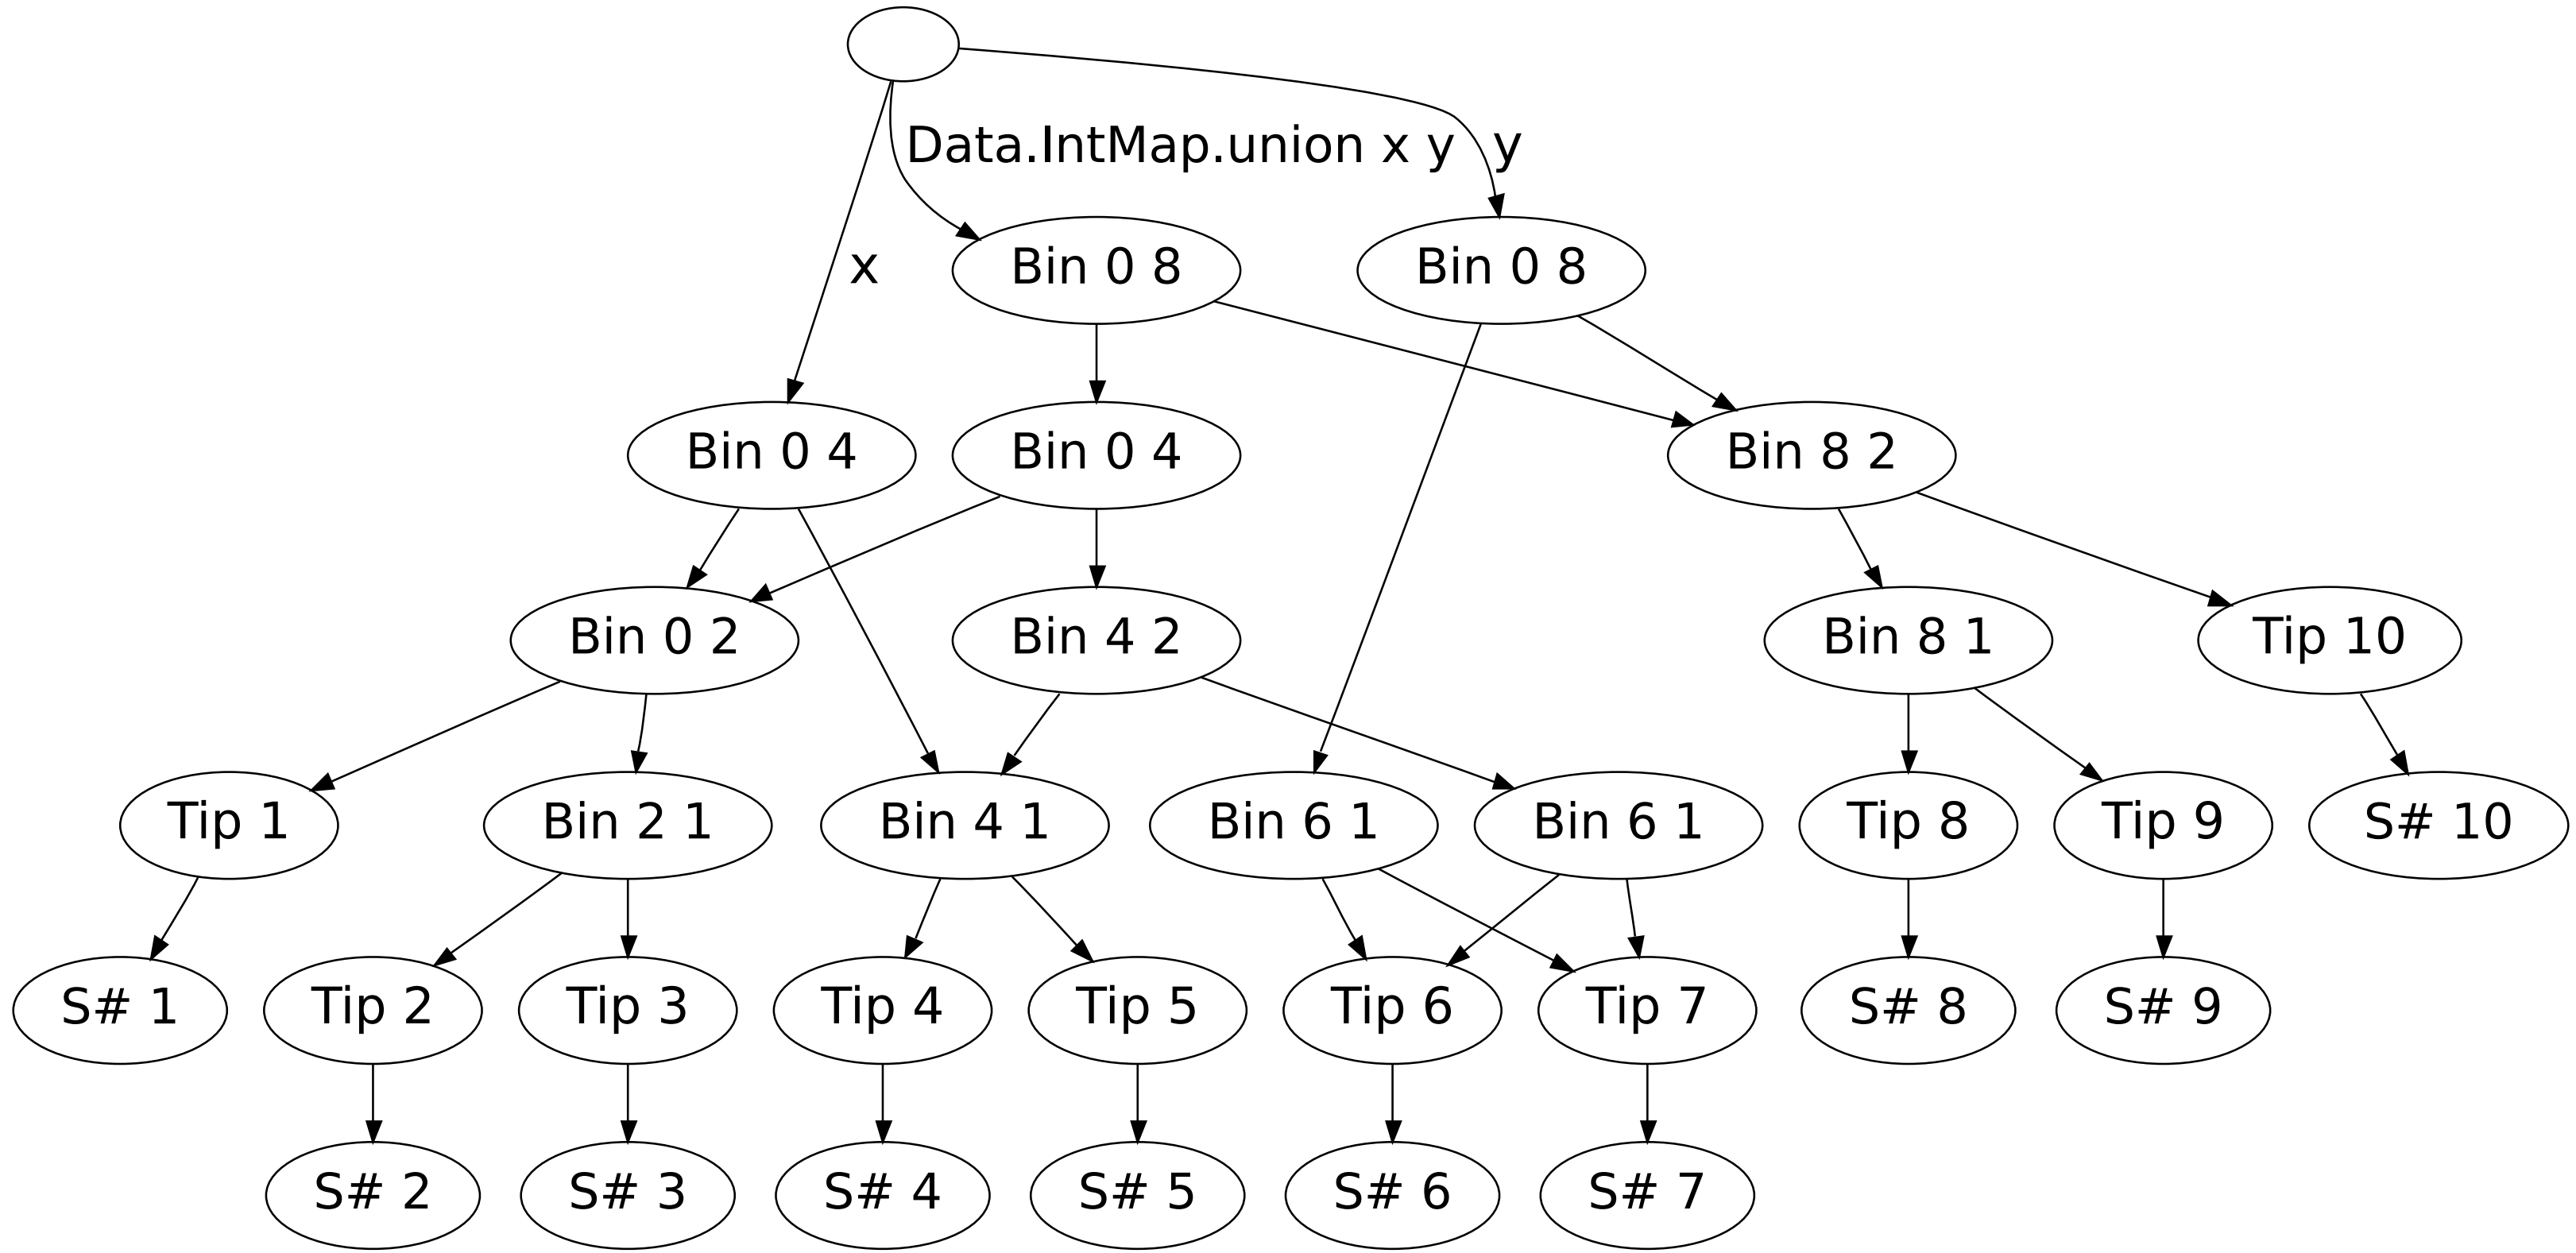 Data.IntMap.union x y
y
x
Bin 0 8
Bin 0 8
Bin 0 4
Bin 0 4
Bin 8 2
Bin 0 2
Bin 4 2
Bin 8 1
Tip 10
Tip 1
Bin 2 1
Bin 4 1
Bin 6 1
Bin 6 1
Tip 8
Tip 9
S# 10
S# 1
Tip 2
Tip 3
Tip 4
Tip 5
Tip 6
Tip 7
S# 8
S# 9
S# 2
S# 3
S# 4
S# 5
S# 6
S# 7